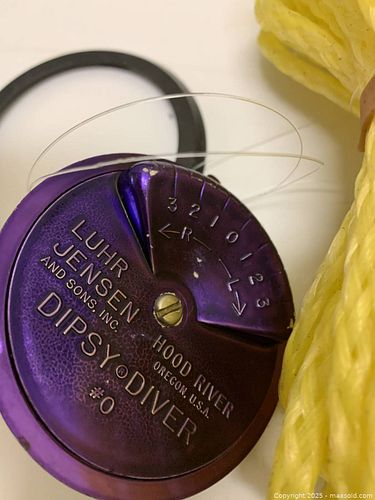 3 2 1 0 1 2 3
← R L →
LUHR
JENSEN
AND SONS, INC.
HOOD RIVER
OREGON, U.S.A.
DIPSY® DIVER
#0
Copyright 2025 - maxsold.com